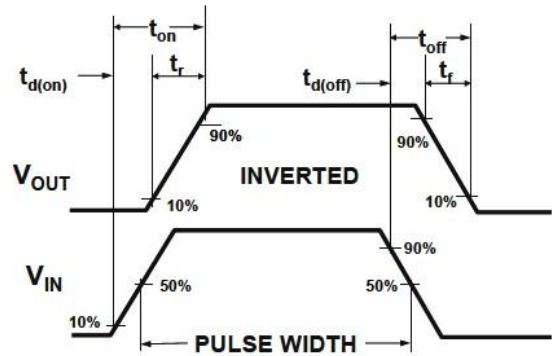 t_on
t_off
t_d(on)
t_r
t_d(off)
t_f
90%
90%
V_OUT
INVERTED
10%
10%
90%
V_IN
50%
50%
10%
PULSE WIDTH